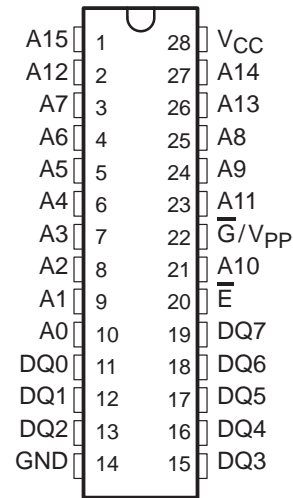 A15 1 28 VCC
A12 2 27 A14
A7 3 26 A13
A6 4 25 A8
A5 5 24 A9
A4 6 23 A11
A3 7 22 G̅/VPP
A2 8 21 A10
A1 9 20 E̅
A0 10 19 DQ7
DQ0 11 18 DQ6
DQ1 12 17 DQ5
DQ2 13 16 DQ4
GND 14 15 DQ3